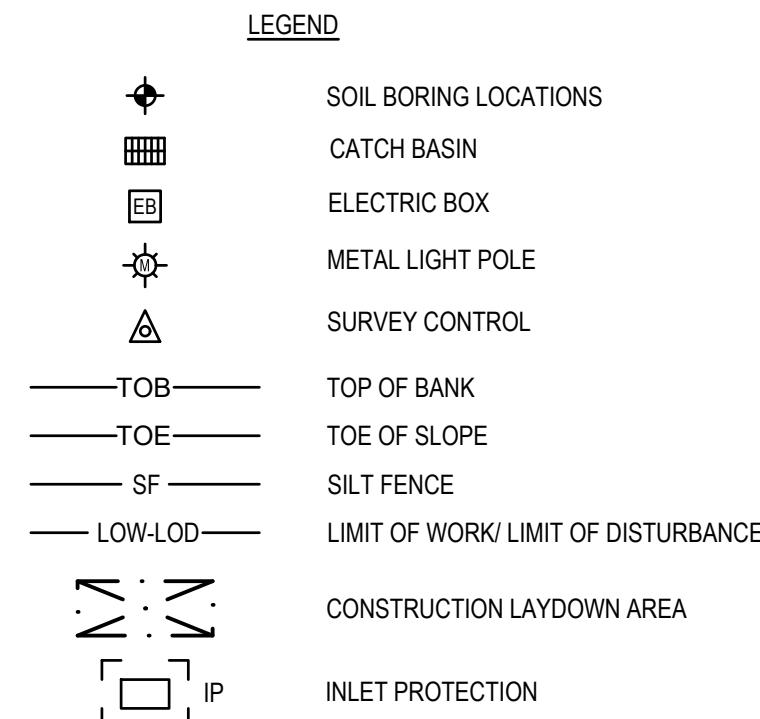 LEGEND
SOIL BORING LOCATIONS
CATCH BASIN
EB ELECTRIC BOX
M METAL LIGHT POLE
SURVEY CONTROL
TOB TOP OF BANK
TOE TOE OF SLOPE
SF SILT FENCE
LOW-LOD LIMIT OF WORK/ LIMIT OF DISTURBANCE
CONSTRUCTION LAYDOWN AREA
IP INLET PROTECTION